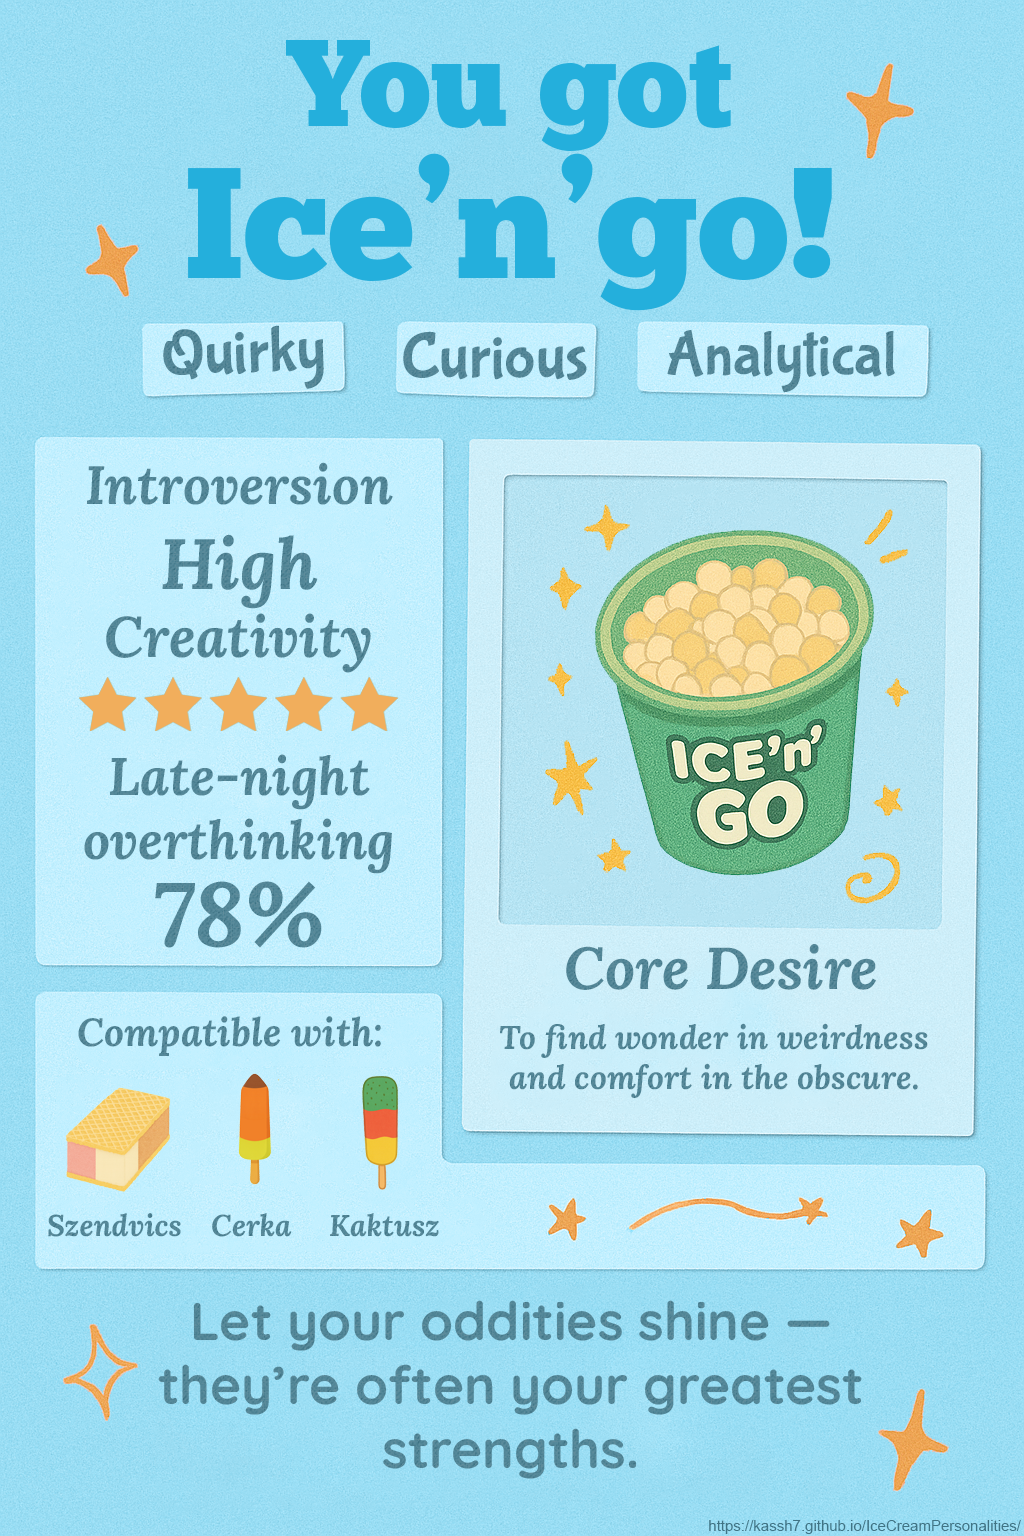 You got
Ice’n’go!
Quirky
Curious
Analytical
Introversion
High
Creativity
Late-night
overthinking
78%
ICE’n’
GO
Core Desire
To find wonder in weirdness
and comfort in the obscure.
Compatible with:
Szendvics
Cerka
Kaktusz
Let your oddities shine —
they’re often your greatest
strengths.
https://kassh7.github.io/IceCreamPersonalities/